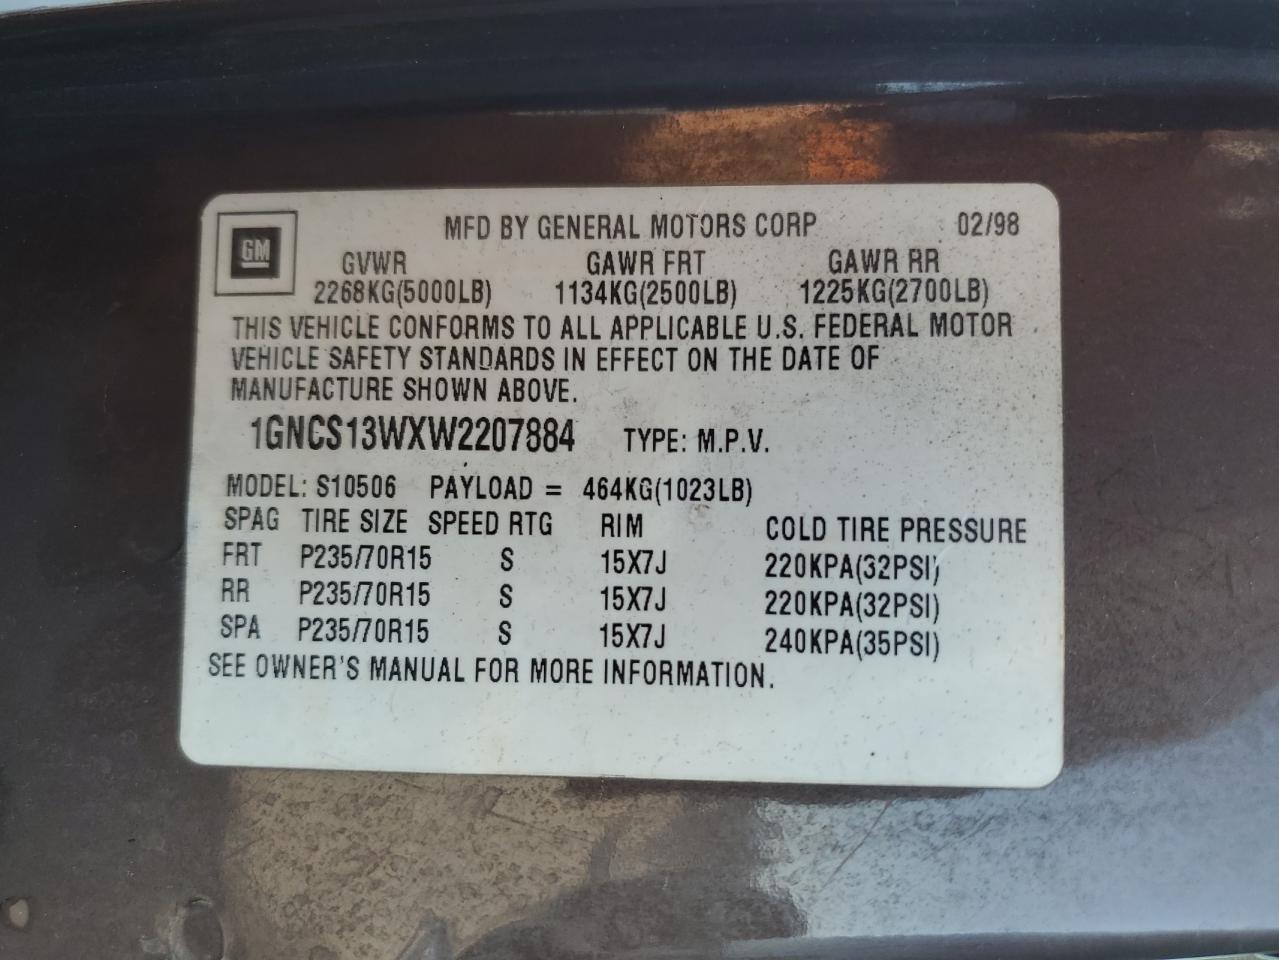 GM
MFD BY GENERAL MOTORS CORP 02/98
GVWR GAWR FRT GAWR RR
2268KG(5000LB) 1134KG(2500LB) 1225KG(2700LB)
THIS VEHICLE CONFORMS TO ALL APPLICABLE U.S. FEDERAL MOTOR
VEHICLE SAFETY STANDARDS IN EFFECT ON THE DATE OF
MANUFACTURE SHOWN ABOVE.
1GNCS13WXW2207884 TYPE: M.P.V.
MODEL: S10506 PAYLOAD = 464KG(1023LB)
SPAG TIRE SIZE SPEED RTG RIM COLD TIRE PRESSURE
FRT P235/70R15 S 15X7J 220KPA(32PSI)
RR P235/70R15 S 15X7J 220KPA(32PSI)
SPA P235/70R15 S 15X7J 240KPA(35PSI)
SEE OWNER'S MANUAL FOR MORE INFORMATION.